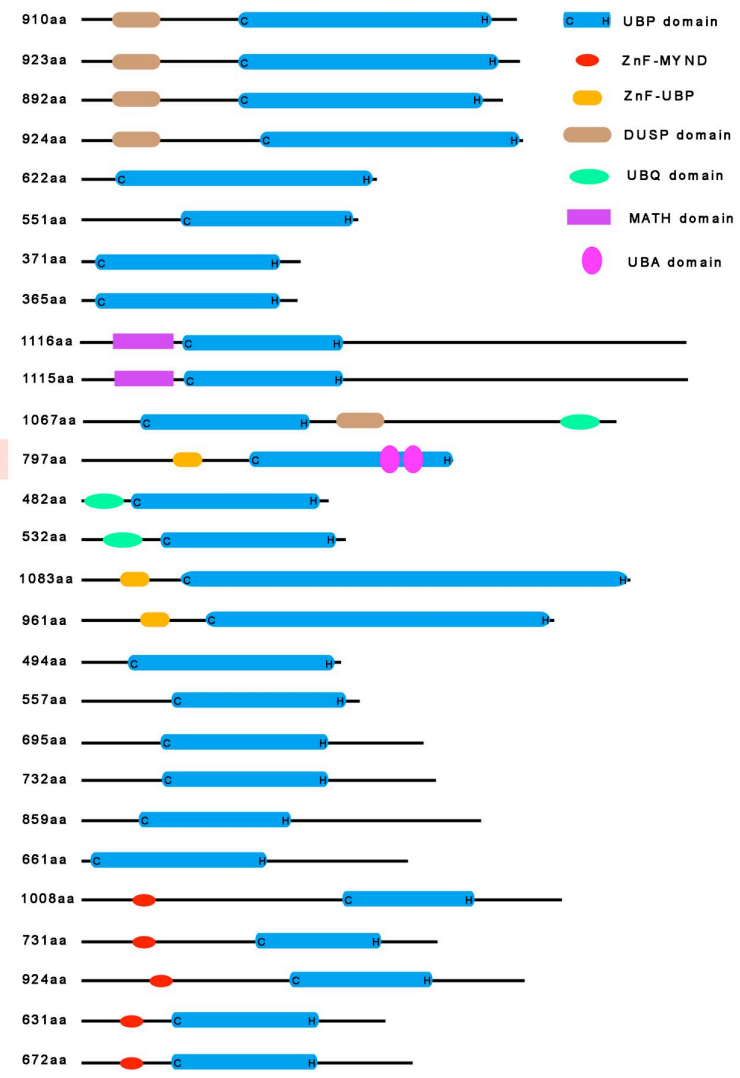 910aa C H
923aa C H
892aa C H
924aa C H
622aa C H
551aa C H
371aa C H
365aa C H
1116aa C H
1115aa C H
1067aa C H
797aa C H
482aa C H
532aa C H
1083aa C H
961aa C H
494aa C H
557aa C H
695aa C H
732aa C H
859aa C H
661aa C H
1008aa C H
731aa C H
924aa C H
631aa C H
672aa C H
C H UBP domain
ZnF-MYND
ZnF-UBP
DUSP domain
UBQ domain
MATH domain
UBA domain